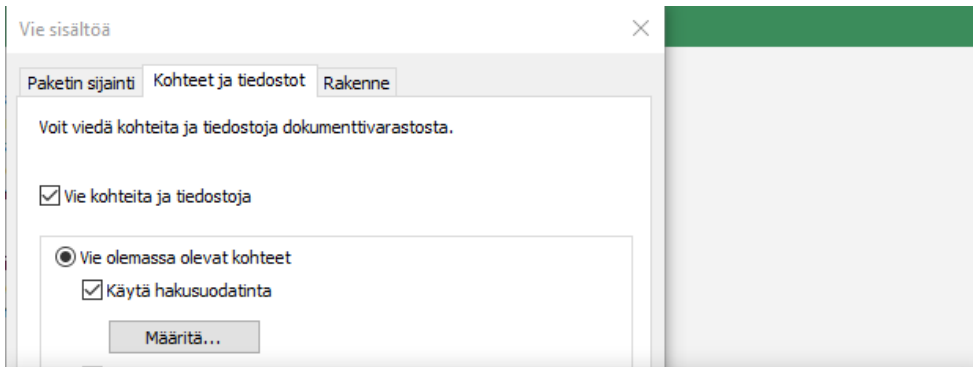 Vie sisältöä
Paketin sijainti Kohteet ja tiedostot Rakenne
Voit viedä kohteita ja tiedostoja dokumenttivarastosta.
Vie kohteita ja tiedostoja
Vie olemassa olevat kohteet
Käytä hakusuodatinta
Määritä...